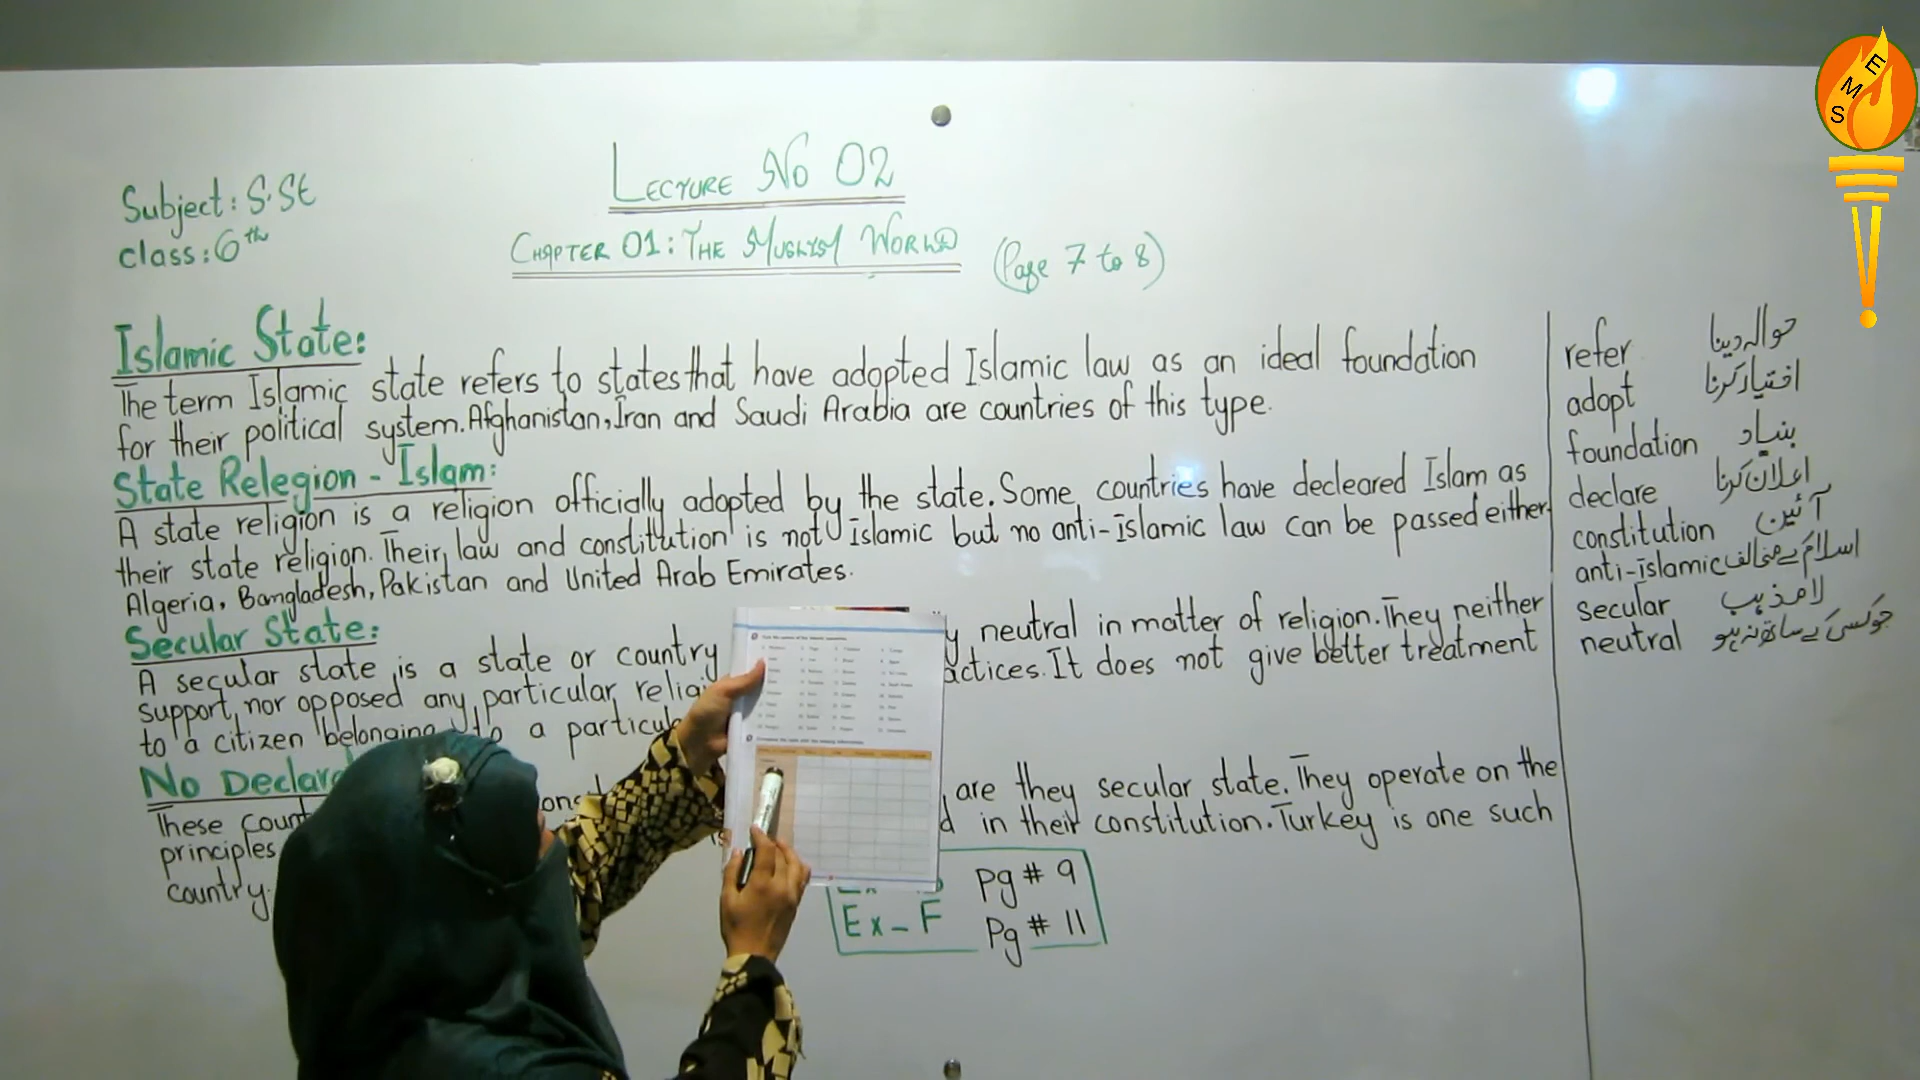 E
M
S
LECTURE No 02
Subject: S.St
class: 6th
CHAPTER 01: THE MUSLIM WORLD (Page 7 to 8)
Islamic State:
The term Islamic state refers to states that have adopted Islamic law as an ideal foundation
for their political system. Afghanistan, Iran and Saudi Arabia are countries of this type.
State Relegion - Islam:
A state religion is a religion officially adopted by the state. Some countries have decleared Islam as
their state religion. Their law and constitution is not Islamic but no anti-islamic law can be passed either.
Algeria, Bangladesh, Pakistan and United Arab Emirates.
Secular State:
A secular state is a state or country neutral in matter of religion. They neither
support nor opposed any particular It does not give better treatment
to a citizen belonging to a
No
These are they secular state. They operate on the
principles in their constitution. Turkey is one such
country.
Pg # 9
Ex - F Pg # 11
refer حوالہ دینا
adopt اختیار کرنا
foundation بنیاد
declare اعلان کرنا
constitution آئین
anti-islamic اسلام کے مخالف
secular لامذہب
neutral جو کسی کے ساتھ نہ ہو